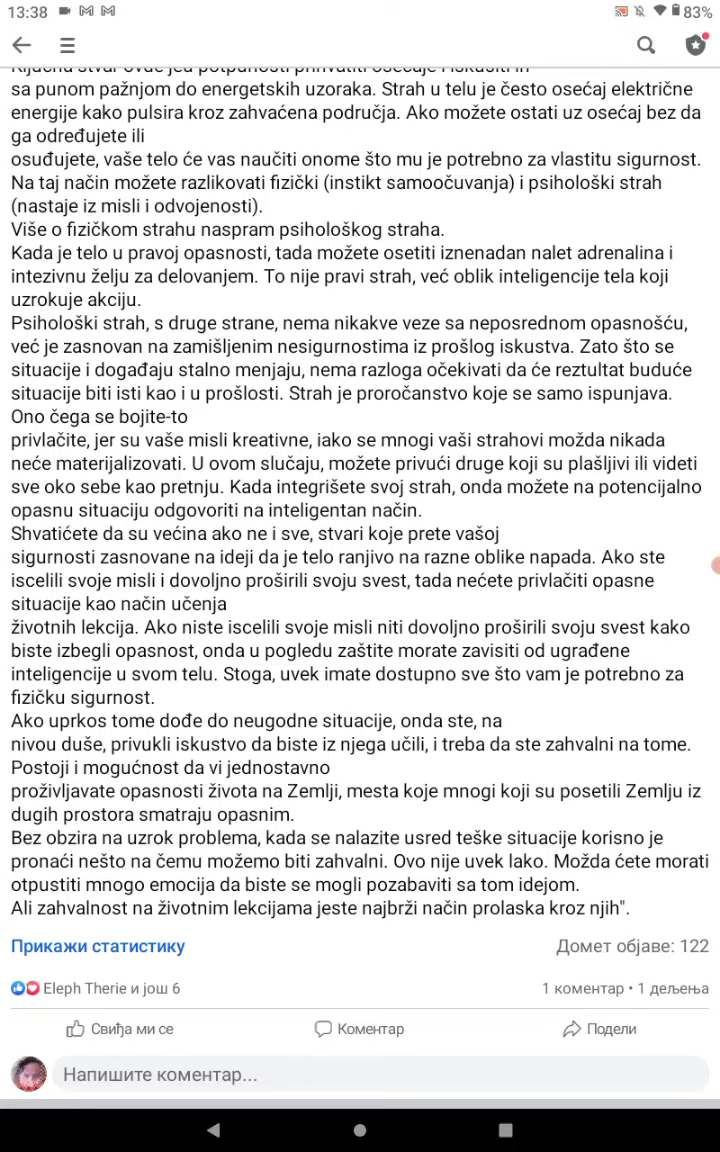 13:38
83%
sa punom pažnjom do energetskih uzoraka. Strah u telu je često osećaj električne
energije kako pulsira kroz zahvaćena područja. Ako možete ostati uz osećaj bez da
ga određujete ili
osuđujete, vaše telo će vas naučiti onome što mu je potrebno za vlastitu sigurnost.
Na taj način možete razlikovati fizički (instikt samoočuvanja) i psihološki strah
(nastaje iz misli i odvojenosti).
Više o fizičkom strahu naspram psihološkog straha.
Kada je telo u pravoj opasnosti, tada možete osetiti iznenadan nalet adrenalina i
intezivnu želju za delovanjem. To nije pravi strah, već oblik inteligencije tela koji
uzrokuje akciju.
Psihološki strah, s druge strane, nema nikakve veze sa neposrednom opasnošću,
već je zasnovan na zamišljenim nesigurnostima iz prošlog iskustva. Zato što se
situacije i događaju stalno menjaju, nema razloga očekivati da će reztultat buduće
situacije biti isti kao i u prošlosti. Strah je proročanstvo koje se samo ispunjava.
Ono čega se bojite-to
privlačite, jer su vaše misli kreativne, iako se mnogi vaši strahovi možda nikada
neće materijalizovati. U ovom slučaju, možete privući druge koji su plašljivi ili videti
sve oko sebe kao pretnju. Kada integrišete svoj strah, onda možete na potencijalno
opasnu situaciju odgovoriti na inteligentan način.
Shvatićete da su većina ako ne i sve, stvari koje prete vašoj
sigurnosti zasnovane na ideji da je telo ranjivo na razne oblike napada. Ako ste
iscelili svoje misli i dovoljno proširili svoju svest, tada nećete privlačiti opasne
situacije kao način učenja
životnih lekcija. Ako niste iscelili svoje misli niti dovoljno proširili svoju svest kako
biste izbegli opasnost, onda u pogledu zaštite morate zavisiti od ugrađene
inteligencije u svom telu. Stoga, uvek imate dostupno sve što vam je potrebno za
fizičku sigurnost.
Ako uprkos tome dođe do neugodne situacije, onda ste, na
nivou duše, privukli iskustvo da biste iz njega učili, i treba da ste zahvalni na tome.
Postoji i mogućnost da vi jednostavno
proživljavate opasnosti života na Zemlji, mesta koje mnogi koji su posetili Zemlju iz
dugih prostora smatraju opasnim.
Bez obzira na uzrok problema, kada se nalazite usred teške situacije korisno je
pronaći nešto na čemu možemo biti zahvalni. Ovo nije uvek lako. Možda ćete morati
otpustiti mnogo emocija da biste se mogli pozabaviti sa tom idejom.
Ali zahvalnost na životnim lekcijama jeste najbrži način prolaska kroz njih".
Прикажи статистику
Домет објаве: 122
Eleph Therie и још 6
1 коментар • 1 дељења
Свиђа ми се
Коментар
Подели
Напишите коментар...